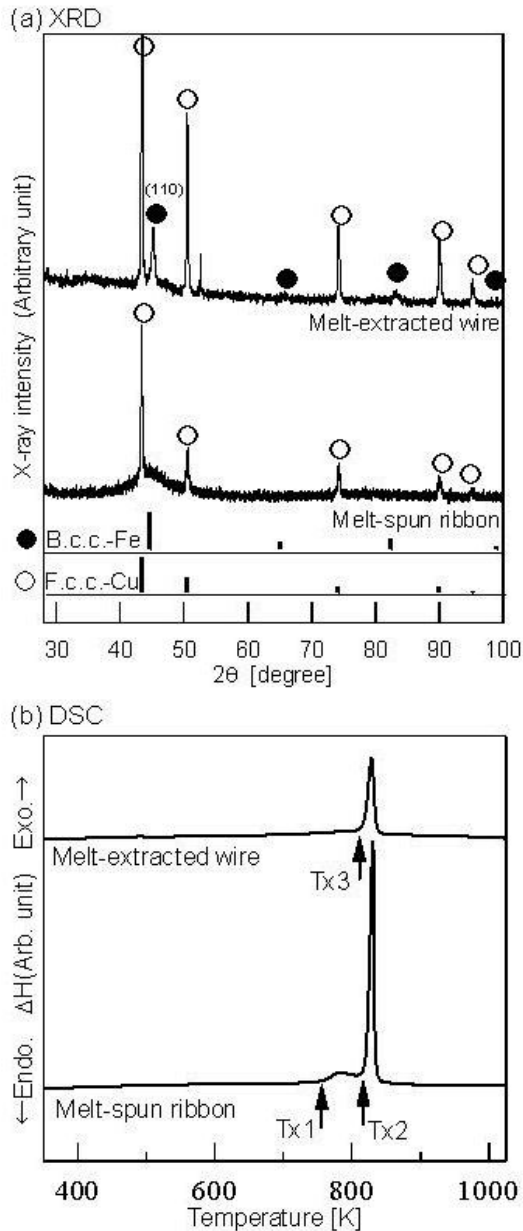 (a) XRD
X-ray intensity (Arbitrary unit)
(110)
Melt-extracted wire
Melt-spun ribbon
B.c.c.-Fe
F.c.c.-Cu
30 40 50 60 70 80 90 100
2θ [degree]
(b) DSC
←Endo. ΔH(Arb. unit) Exo.→
Melt-extracted wire
Tx3
Melt-spun ribbon
Tx1
Tx2
400 600 800 1000
Temperature [K]